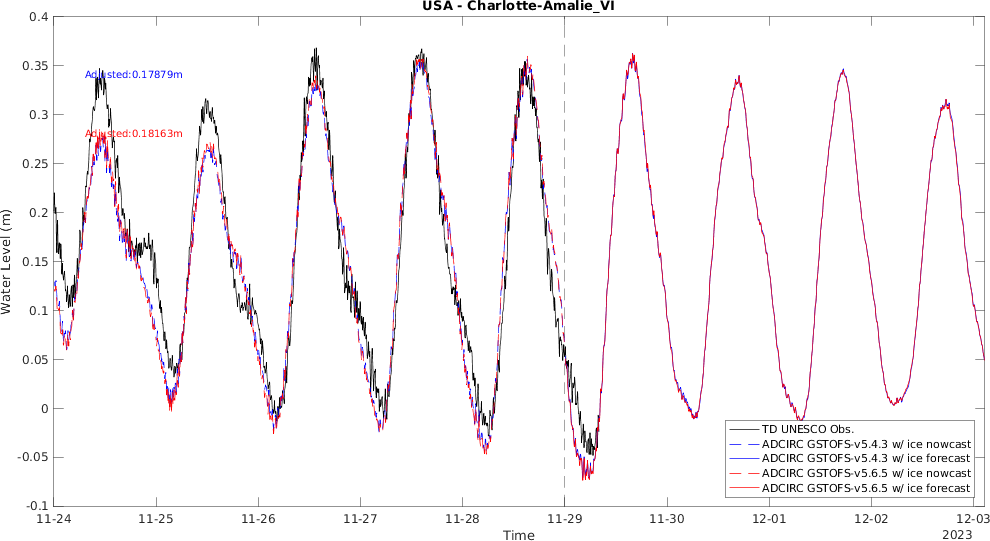 USA - Charlotte-Amalie_VI
0.4
0.35
0.3
0.25
0.2
0.15
0.1
0.05
0
-0.05
-0.1
Water Level (m)
Adjusted:0.17879m
Adjusted:0.18163m
TD UNESCO Obs.
ADCIRC GSTOFS-v5.4.3 w/ ice nowcast
ADCIRC GSTOFS-v5.4.3 w/ ice forecast
ADCIRC GSTOFS-v5.6.5 w/ ice nowcast
ADCIRC GSTOFS-v5.6.5 w/ ice forecast
11-24 11-25 11-26 11-27 11-28 11-29 11-30 12-01 12-02 12-03
Time
2023